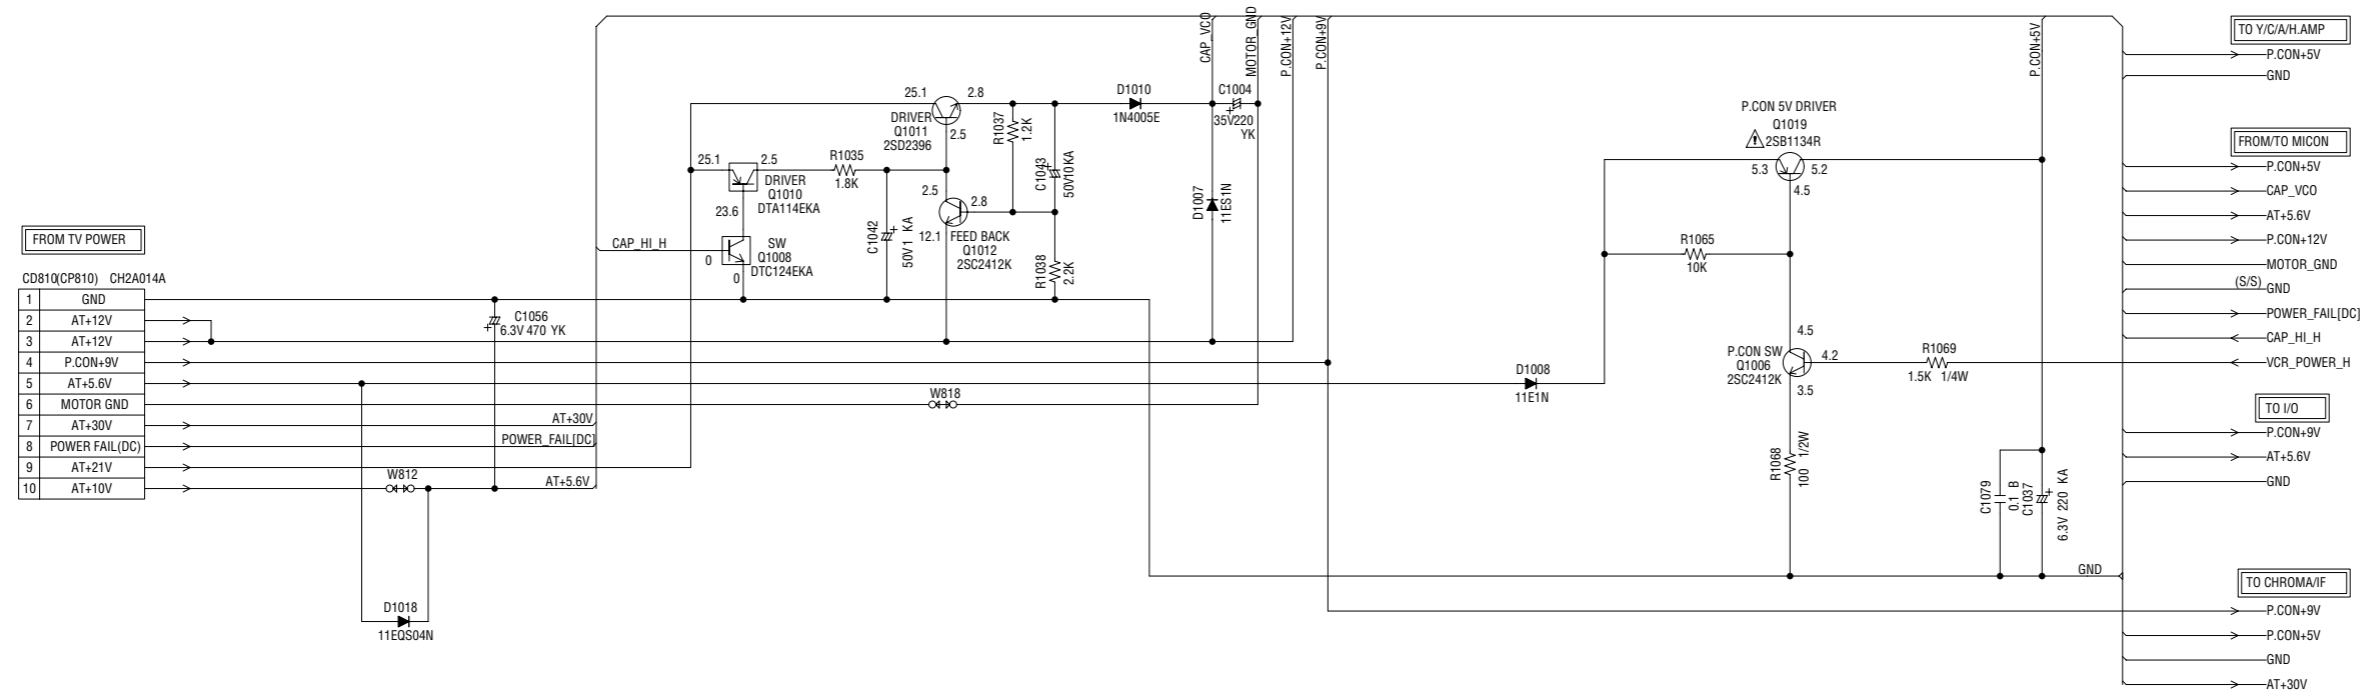 FROM TV POWER
CD810(CP810) CH2A014A
1 GND
2 AT+12V
3 AT+12V
4 P.CON+9V
5 AT+5.6V
6 MOTOR GND
7 AT+30V
8 POWER FAIL(DC)
9 AT+21V
10 AT+10V
D1018
11EQS04N
W812
C1056
6.3V 470 YK
AT+30V
POWER_FAIL[DC]
AT+5.6V
CAP_HI_H
0
SW
Q1008
DTC124EKA
0
23.6
25.1
2.5
DRIVER
Q1010
DTA114EKA
R1035
1.8K
25.1
2.8
DRIVER
Q1011
2SD2396
2.5
C1042
50V 1 KA
2.5
2.8
12.1
FEED BACK
Q1012
2SC2412K
R1037
1.2K
C1043
50V10 KA
R1038
2.2K
D1010
1N4005E
W818
CAP_VCO
MOTOR_GND
P.CON+12V
P.CON+9V
C1004
35V220
YK
D1007
11ES1N
D1008
11E1N
P.CON 5V DRIVER
Q1019
2SB1134R
5.3
5.2
4.5
R1065
10K
4.5
P.CON SW
Q1006
2SC2412K
4.2
3.5
R1069
1.5K 1/4W
R1068
100 1/2W
P.CON+5V
C1079
0.1 B
C1037
6.3V 220 KA
GND
TO Y/C/A/H.AMP
P.CON+5V
GND
FROM/TO MICON
P.CON+5V
CAP_VCO
AT+5.6V
P.CON+12V
MOTOR_GND
(S/S) GND
POWER_FAIL[DC]
CAP_HI_H
VCR_POWER_H
TO I/O
P.CON+9V
AT+5.6V
GND
TO CHROMA/IF
P.CON+9V
P.CON+5V
GND
AT+30V